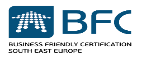 BFC
BUSINESS FRIENDLY CERTIFICATION
SOUTH EAST EUROPE